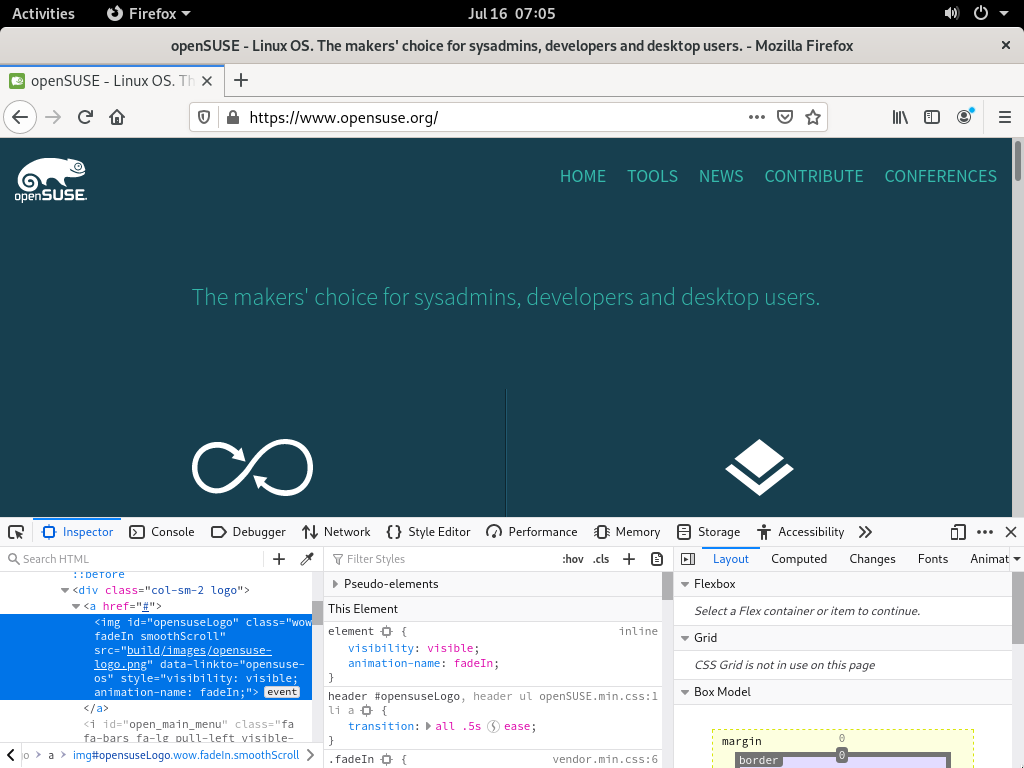 Activities Firefox Jul 16 07:05
openSUSE - Linux OS. The makers' choice for sysadmins, developers and desktop users. - Mozilla Firefox
openSUSE - Linux OS. Th
https://www.opensuse.org/
openSUSE
HOME TOOLS NEWS CONTRIBUTE CONFERENCES
The makers' choice for sysadmins, developers and desktop users.
Inspector Console Debugger Network Style Editor Performance Memory Storage Accessibility
Search HTML
::before
<div class="col-sm-2 logo">
<a href="#">
<img id="opensuseLogo" class="wow
fadeIn smoothScroll"
src="build/images/opensuse-
logo.png" data-linkto="opensuse-
os" style="visibility: visible;
animation-name: fadeIn;"> event
</a>
<i id="open_main_menu" class="fa
fa-bars fa-lg pull-left visible-
o > a > img#opensuseLogo.wow.fadeIn.smoothScroll
Filter Styles :hov .cls
Pseudo-elements
This Element
element { inline
visibility: visible;
animation-name: fadeIn;
}
header #opensuseLogo, header ul openSUSE.min.css:1
li a {
transition: all .5s ease;
}
.fadeIn { vendor.min.css:6
Layout Computed Changes Fonts Animat
Flexbox
Select a Flex container or item to continue.
Grid
CSS Grid is not in use on this page
Box Model
margin 0
border 0